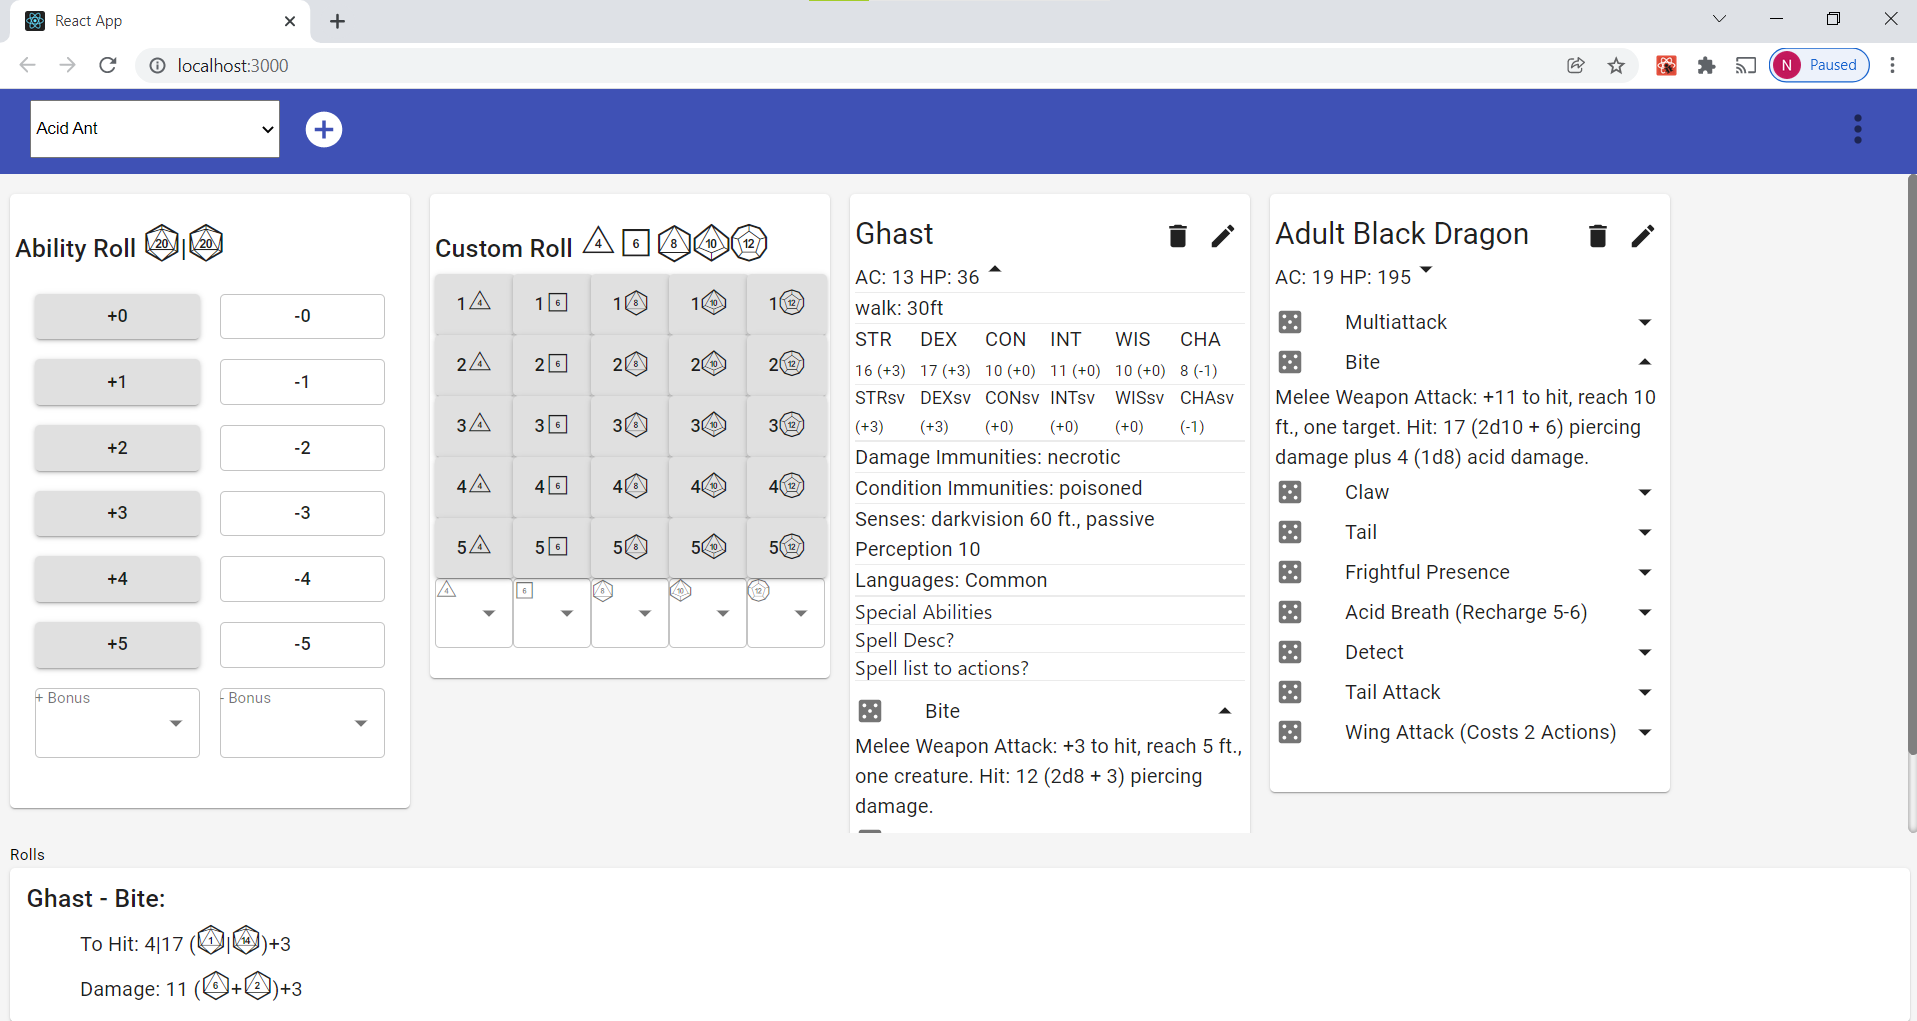 React App
localhost:3000
N Paused
Acid Ant
Ability Roll 20|20
+0 -0
+1 -1
+2 -2
+3 -3
+4 -4
+5 -5
+ Bonus - Bonus
Custom Roll 4 6 8 10 12
1 4 1 6 1 8 1 10 1 12
2 4 2 6 2 8 2 10 2 12
3 4 3 6 3 8 3 10 3 12
4 4 4 6 4 8 4 10 4 12
5 4 5 6 5 8 5 10 5 12
4 6 8 10 12
Ghast
AC: 13 HP: 36
walk: 30ft
STR DEX CON INT WIS CHA
16 (+3) 17 (+3) 10 (+0) 11 (+0) 10 (+0) 8 (-1)
STRsv DEXsv CONsv INTsv WISsv CHAsv
(+3) (+3) (+0) (+0) (+0) (-1)
Damage Immunities: necrotic
Condition Immunities: poisoned
Senses: darkvision 60 ft., passive
Perception 10
Languages: Common
Special Abilities
Spell Desc?
Spell list to actions?
Bite
Melee Weapon Attack: +3 to hit, reach 5 ft.,
one creature. Hit: 12 (2d8 + 3) piercing
damage.
Adult Black Dragon
AC: 19 HP: 195
Multiattack
Bite
Melee Weapon Attack: +11 to hit, reach 10
ft., one target. Hit: 17 (2d10 + 6) piercing
damage plus 4 (1d8) acid damage.
Claw
Tail
Frightful Presence
Acid Breath (Recharge 5-6)
Detect
Tail Attack
Wing Attack (Costs 2 Actions)
Rolls
Ghast - Bite:
To Hit: 4|17 (1|14)+3
Damage: 11 (6+2)+3